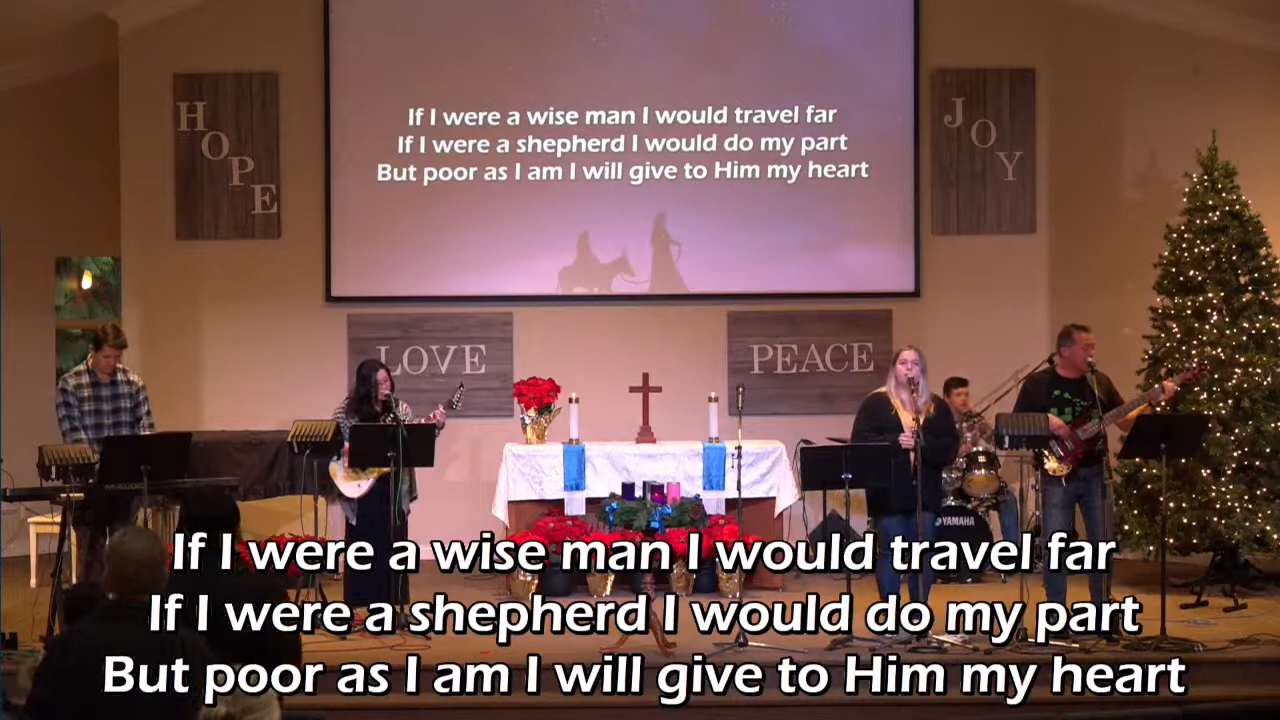 HOPE
JOY
If I were a wise man I would travel far
If I were a shepherd I would do my part
But poor as I am I will give to Him my heart
LOVE
PEACE
YAMAHA
If I were a wise man I would travel far
If I were a shepherd I would do my part
But poor as I am I will give to Him my heart